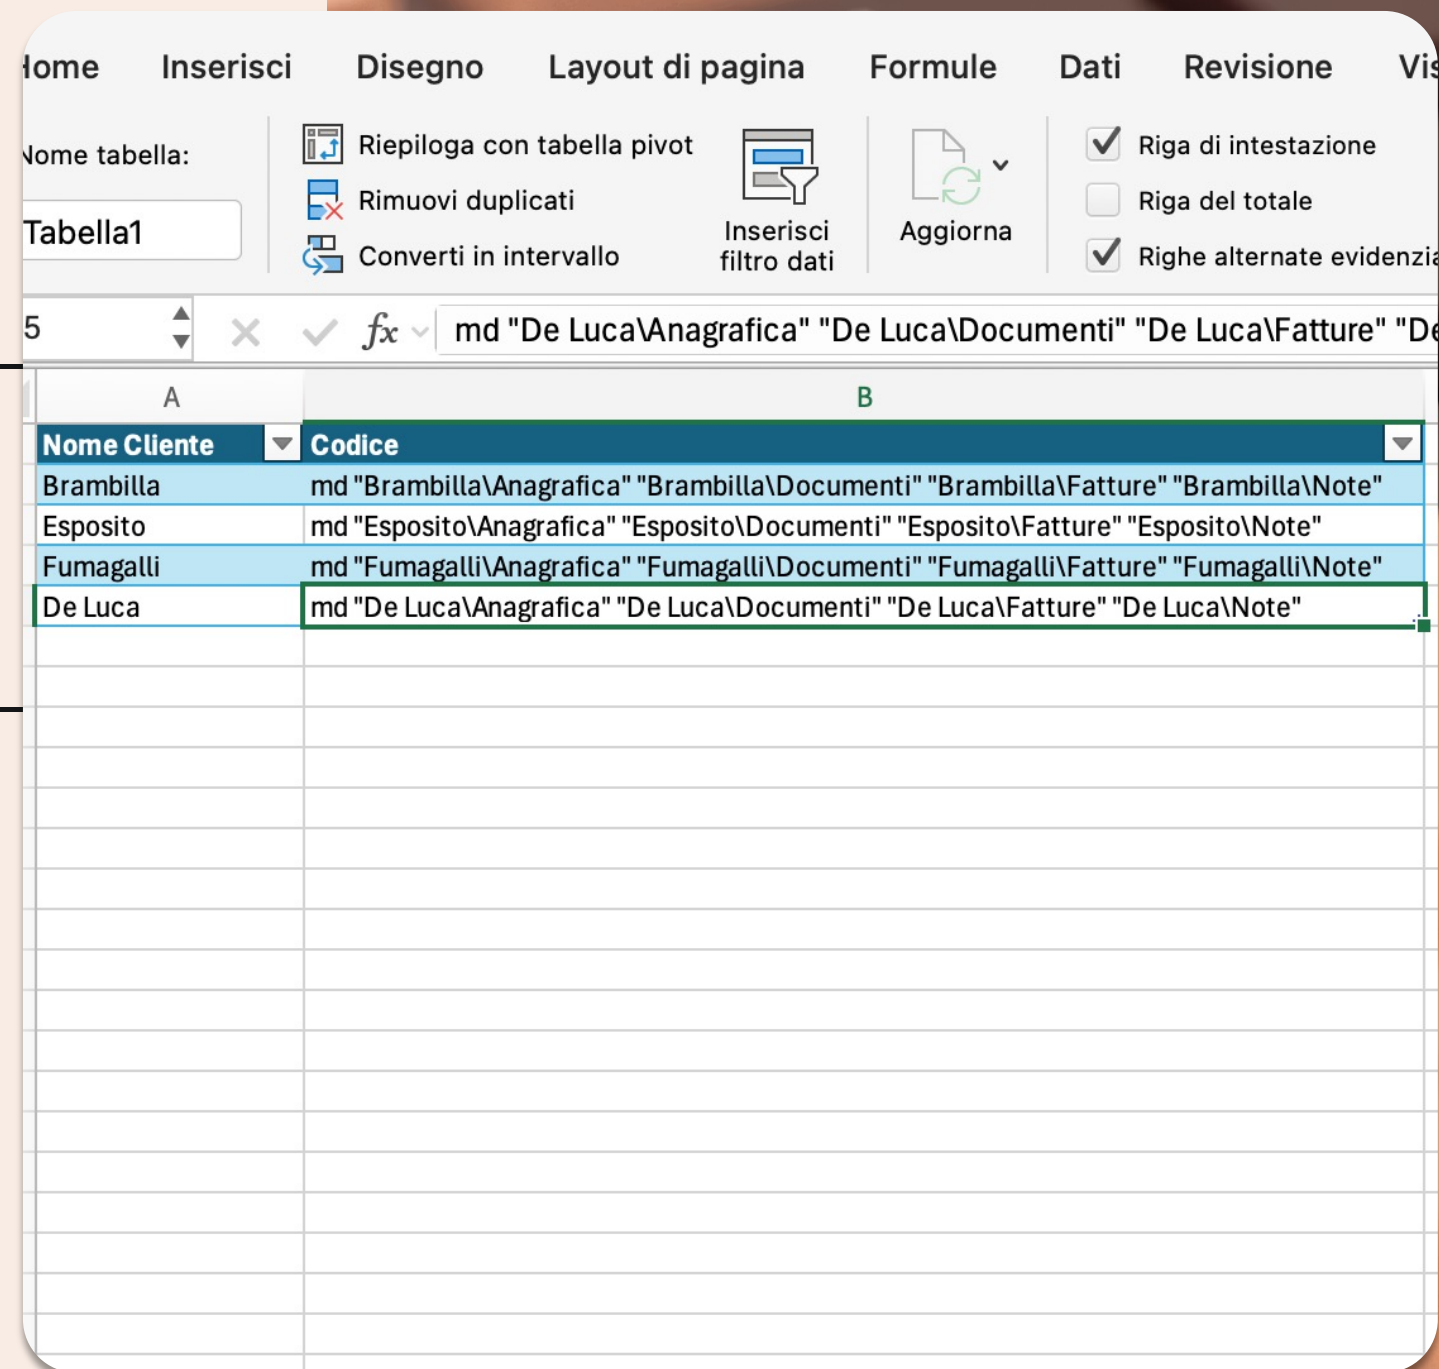 Home Inserisci Disegno Layout di pagina Formule Dati Revisione
Nome tabella:
Tabella1
Riepiloga con tabella pivot
Rimuovi duplicati
Converti in intervallo
Inserisci
filtro dati
Aggiorna
Riga di intestazione
Riga del totale
Righe alternate
5 fx md "De Luca\Anagrafica" "De Luca\Documenti" "De Luca\Fatture" "De
A B
Nome Cliente Codice
Brambilla md "Brambilla\Anagrafica" "Brambilla\Documenti" "Brambilla\Fatture" "Brambilla\Note"
Esposito md "Esposito\Anagrafica" "Esposito\Documenti" "Esposito\Fatture" "Esposito\Note"
Fumagalli md "Fumagalli\Anagrafica" "Fumagalli\Documenti" "Fumagalli\Fatture" "Fumagalli\Note"
De Luca md "De Luca\Anagrafica" "De Luca\Documenti" "De Luca\Fatture" "De Luca\Note"